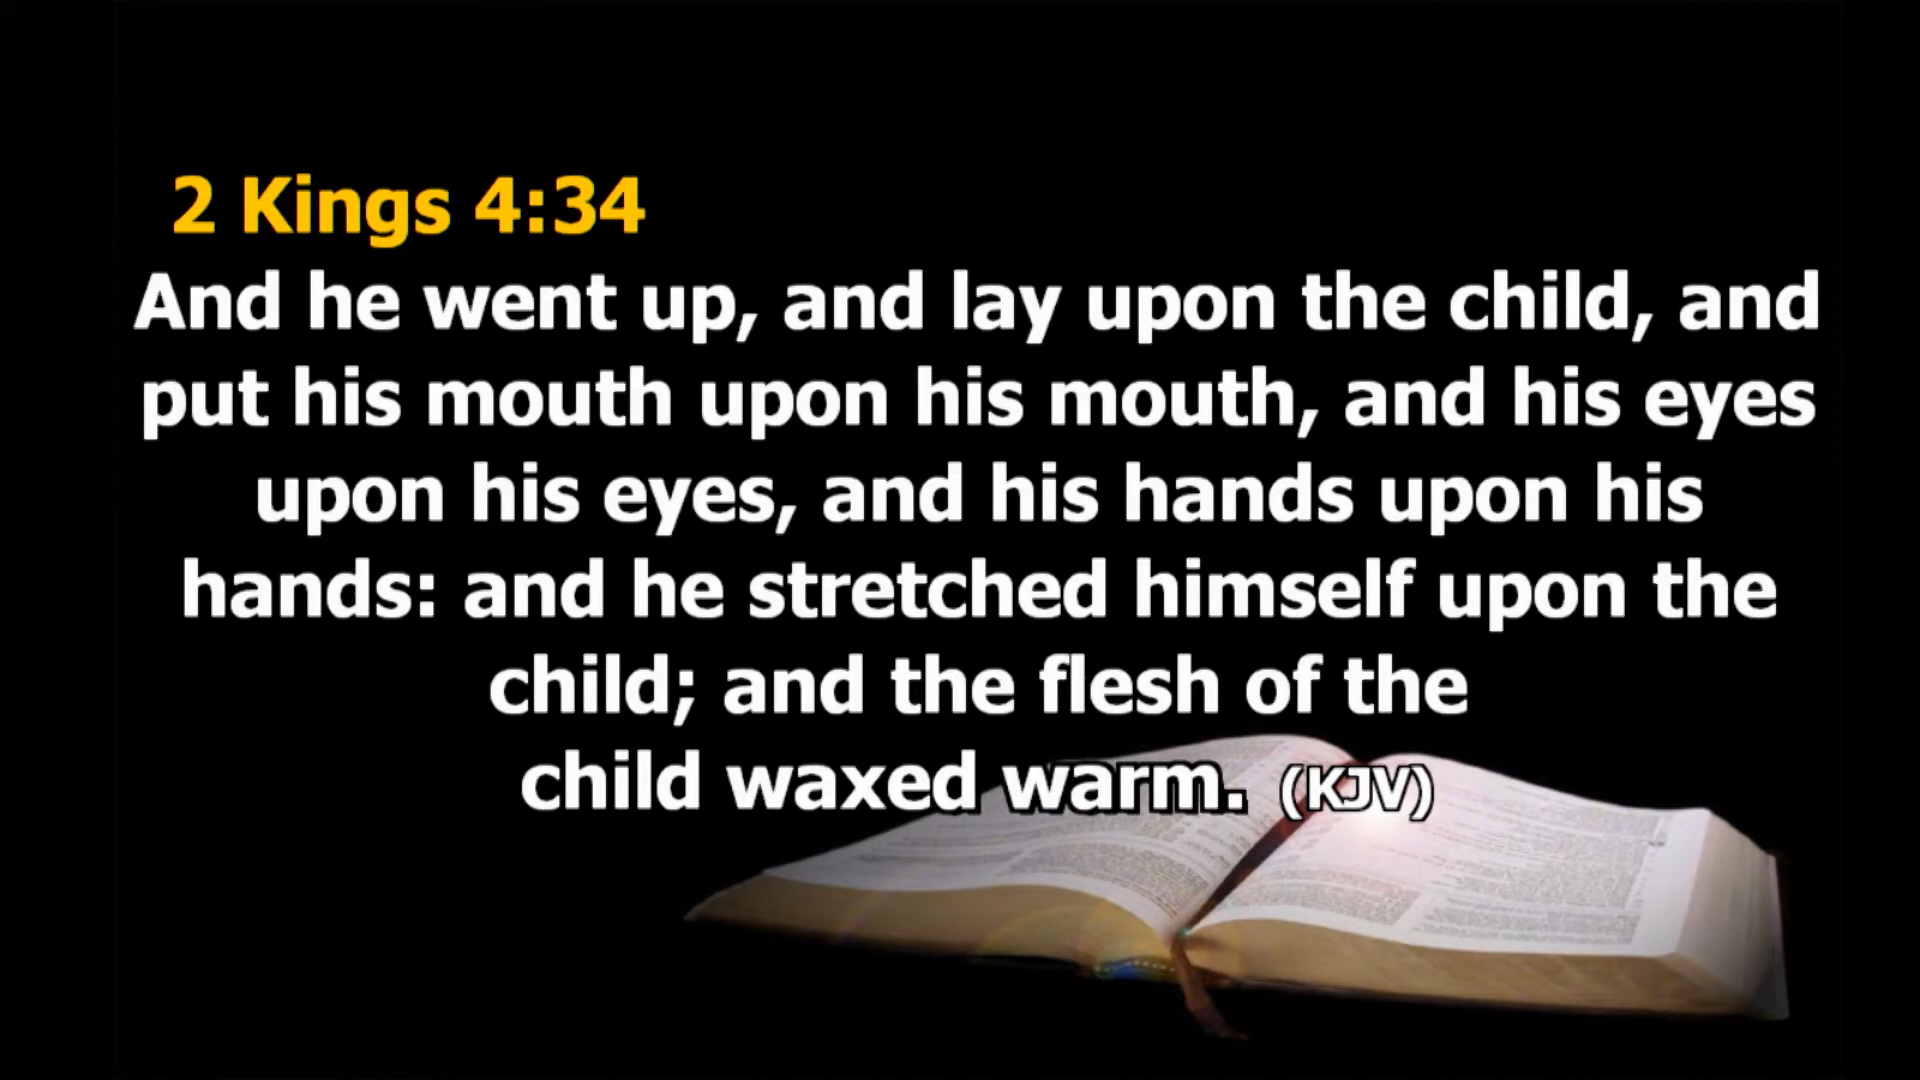 2 Kings 4:34
And he went up, and lay upon the child, and
put his mouth upon his mouth, and his eyes
upon his eyes, and his hands upon his
hands: and he stretched himself upon the
child; and the flesh of the
child waxed warm. (KJV)